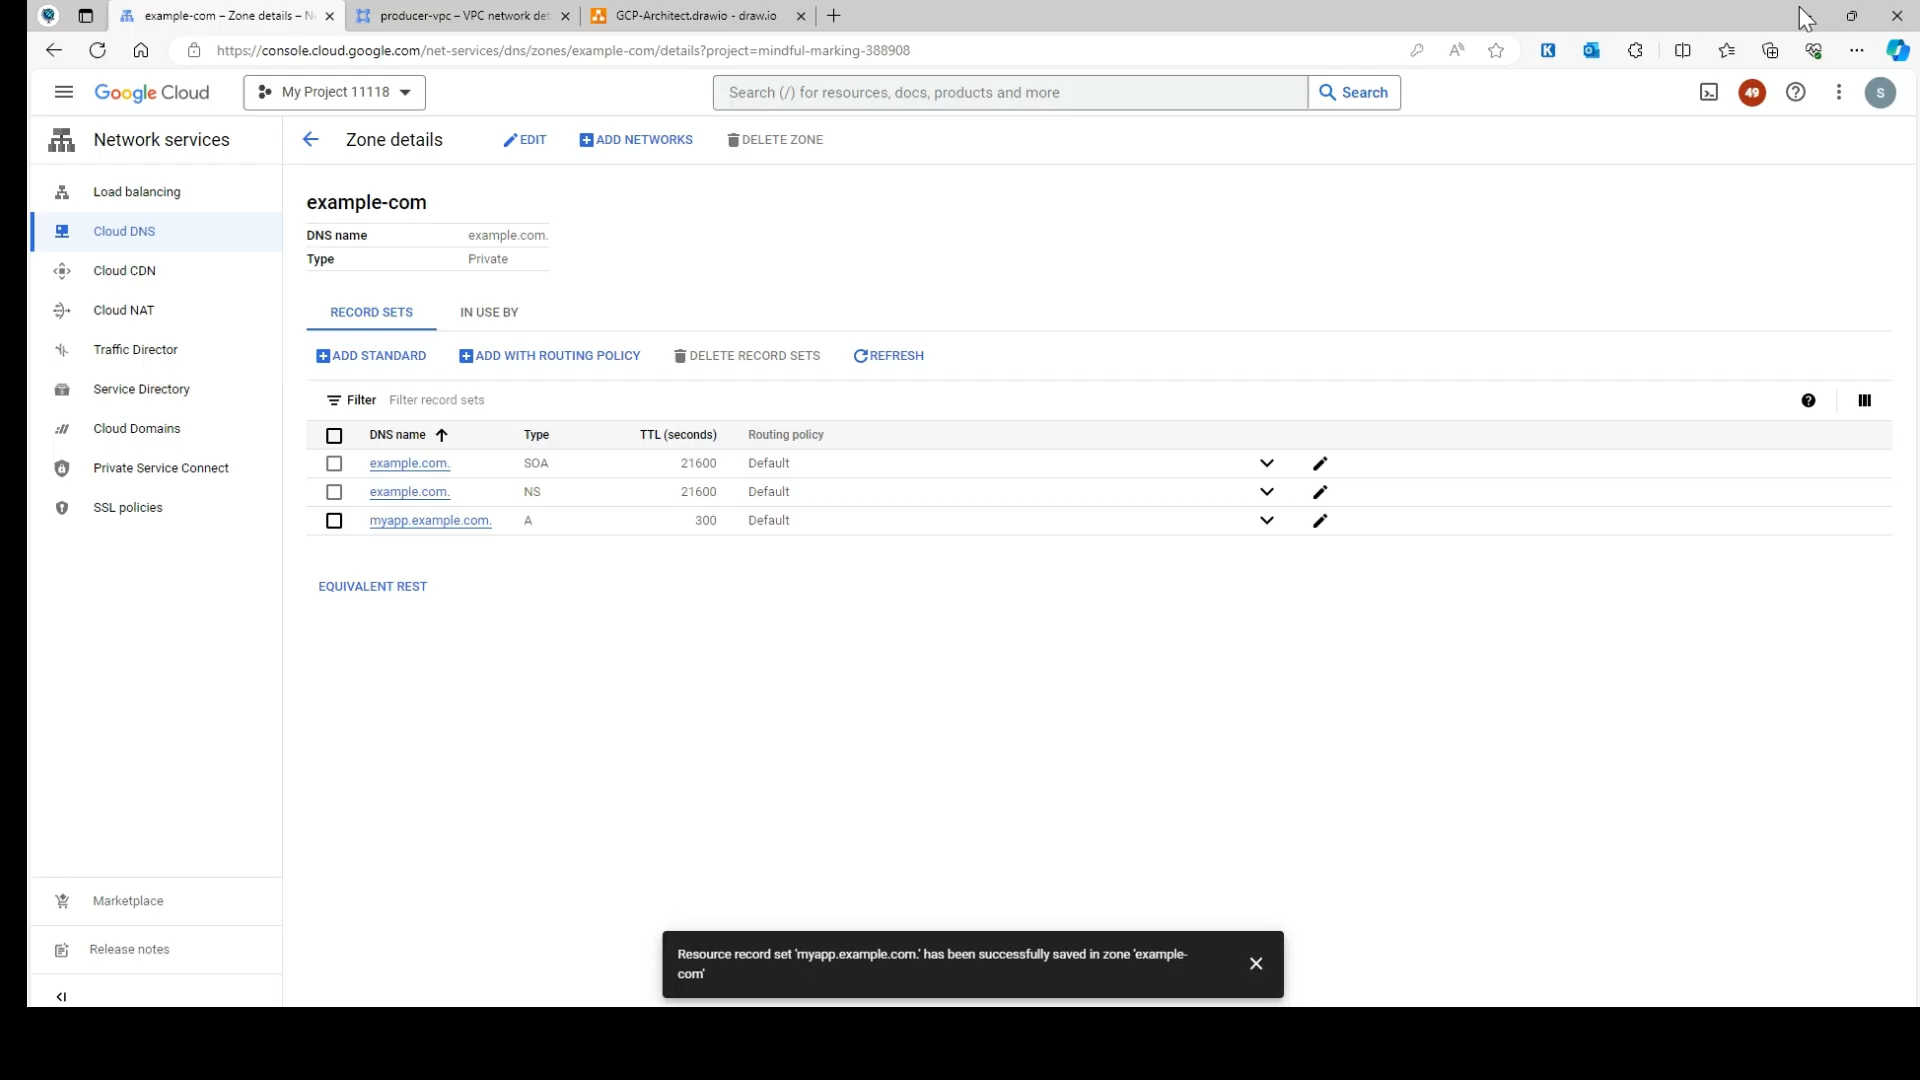 example-com – Zone details – N
producer-vpc – VPC network det
GCP-Architect.drawio - draw.io
https://console.cloud.google.com/net-services/dns/zones/example-com/details?project=mindful-marking-388908
Google Cloud
My Project 11118
Search (/) for resources, docs, products and more
Search
49
S
Network services
Zone details
EDIT
ADD NETWORKS
DELETE ZONE
Load balancing
Cloud DNS
Cloud CDN
Cloud NAT
Traffic Director
Service Directory
Cloud Domains
Private Service Connect
SSL policies
Marketplace
Release notes
example-com
DNS name example.com.
Type Private
RECORD SETS IN USE BY
ADD STANDARD ADD WITH ROUTING POLICY DELETE RECORD SETS REFRESH
Filter Filter record sets
DNS name Type TTL (seconds) Routing policy
example.com. SOA 21600 Default
example.com. NS 21600 Default
myapp.example.com. A 300 Default
EQUIVALENT REST
Resource record set 'myapp.example.com.' has been successfully saved in zone 'example-
com'